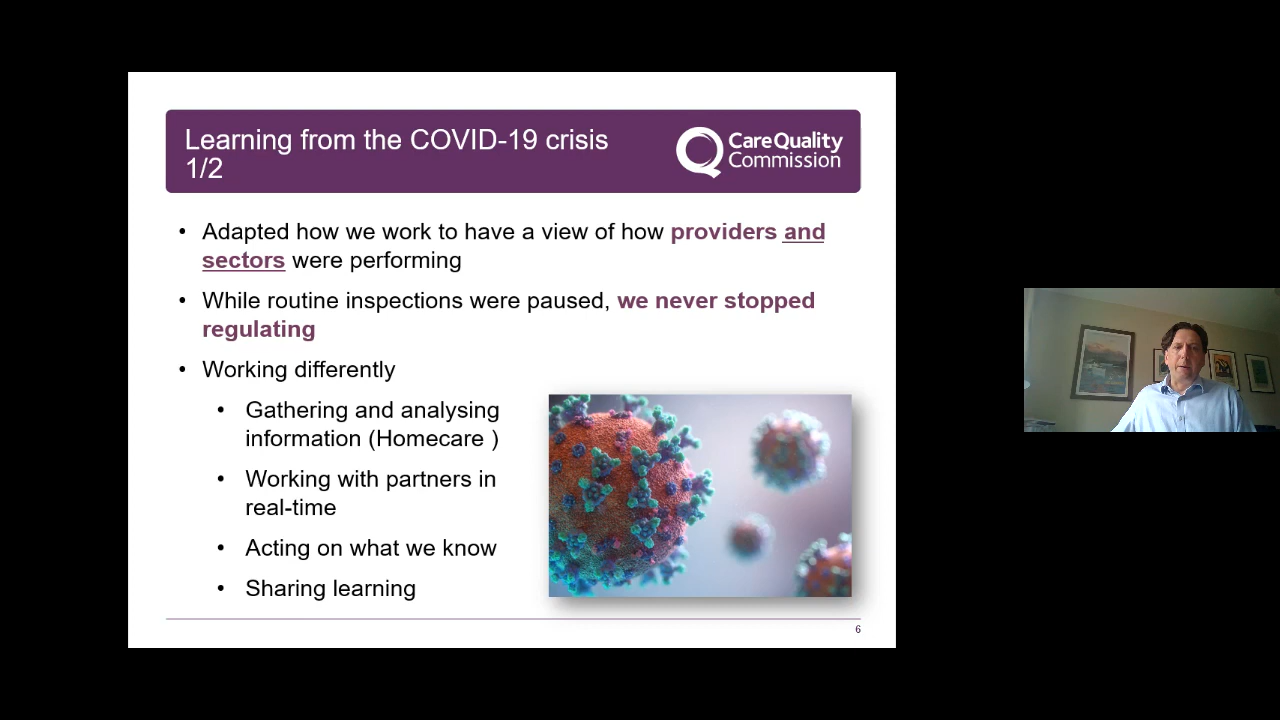 Learning from the COVID-19 crisis
1/2
CareQuality
Commission
• Adapted how we work to have a view of how providers and
sectors were performing
• While routine inspections were paused, we never stopped
regulating
• Working differently
• Gathering and analysing
information (Homecare )
• Working with partners in
real-time
• Acting on what we know
• Sharing learning
6